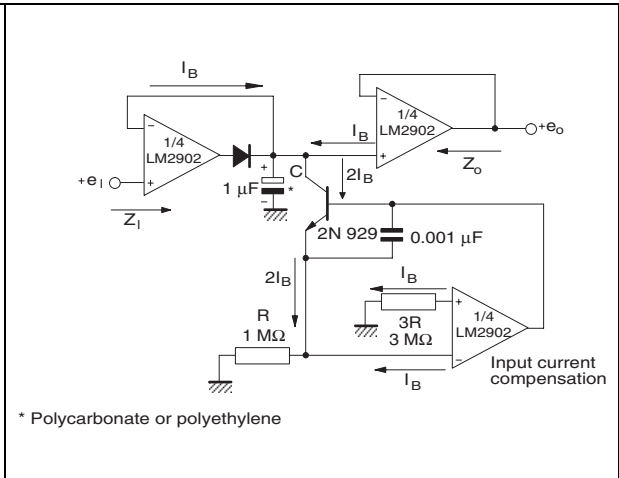 I_B
1/4
LM2902
+e_I
Z_I
+
1 μF
*
−
C
I_B
2I_B
1/4
LM2902
+e_o
Z_o
2N 929
0.001 μF
2I_B
R
1 MΩ
I_B
3R
3 MΩ
1/4
LM2902
I_B
Input current
compensation
* Polycarbonate or polyethylene